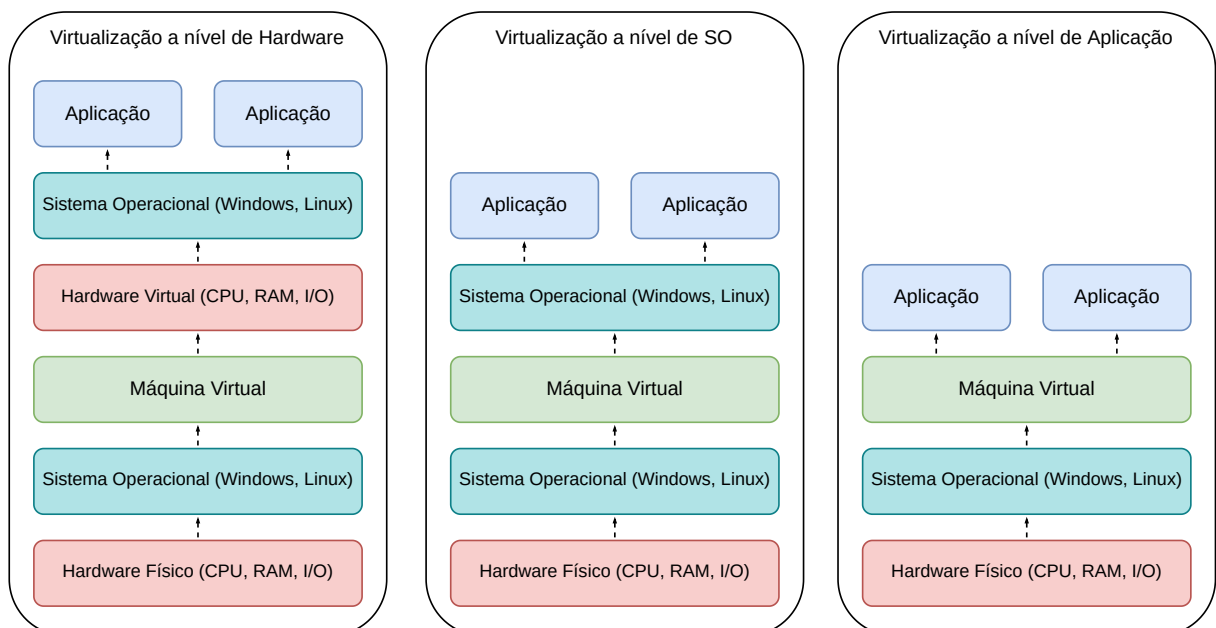 Virtualização a nível de Hardware
Aplicação
Aplicação
Sistema Operacional (Windows, Linux)
Hardware Virtual (CPU, RAM, I/O)
Máquina Virtual
Sistema Operacional (Windows, Linux)
Hardware Físico (CPU, RAM, I/O)
Virtualização a nível de SO
Aplicação
Aplicação
Sistema Operacional (Windows, Linux)
Máquina Virtual
Sistema Operacional (Windows, Linux)
Hardware Físico (CPU, RAM, I/O)
Virtualização a nível de Aplicação
Aplicação
Aplicação
Máquina Virtual
Sistema Operacional (Windows, Linux)
Hardware Físico (CPU, RAM, I/O)